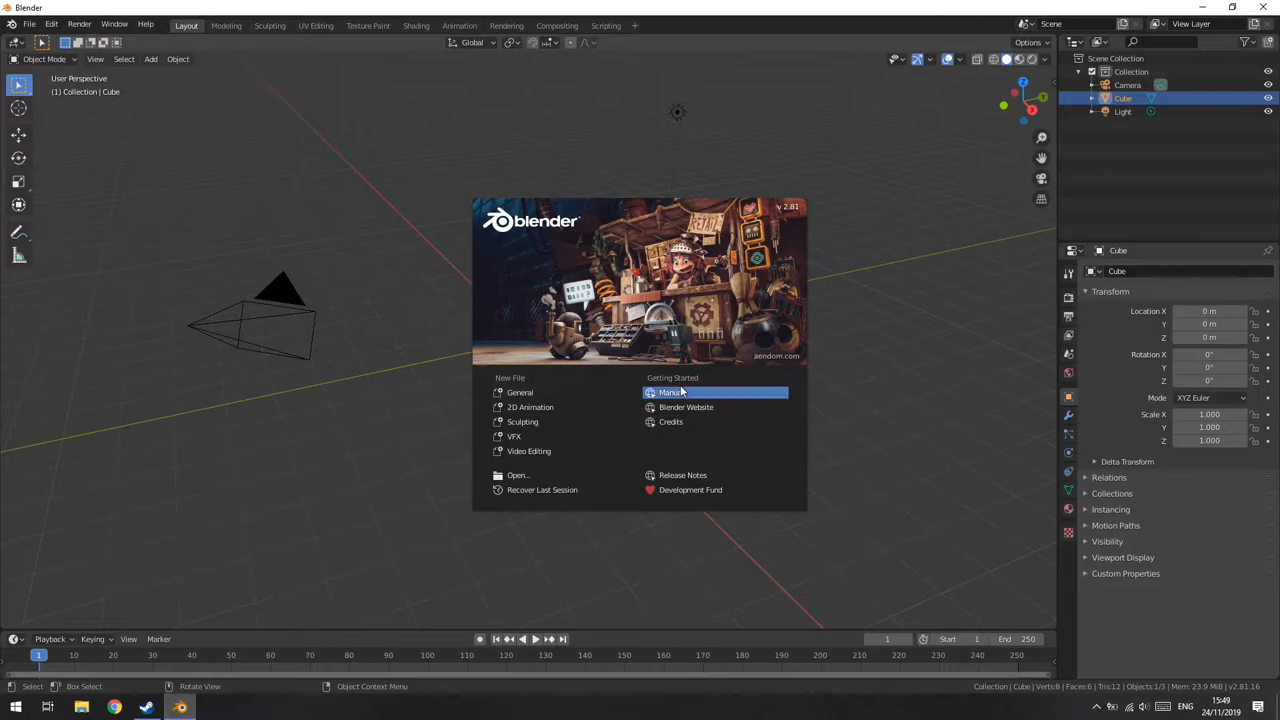 Blender
File Edit Render Window Help Layout Modeling Sculpting UV Editing Texture Paint Shading Animation Rendering Compositing Scripting + Scene View Layer
Global Options
Object Mode View Select Add Object
User Perspective
(1) Collection | Cube
Scene Collection
Collection
Camera
Cube
Light
Z
Y
X
blender
v 2.81
RETALZ
aendom.com
New File
General
2D Animation
Sculpting
VFX
Video Editing
Open...
Recover Last Session
Getting Started
Manual
Blender Website
Credits
Release Notes
Development Fund
Cube
Cube
Transform
Location X 0 m
Y 0 m
Z 0 m
Rotation X 0°
Y 0°
Z 0°
Mode XYZ Euler
Scale X 1.000
Y 1.000
Z 1.000
Delta Transform
Relations
Collections
Instancing
Motion Paths
Visibility
Viewport Display
Custom Properties
Playback Keying View Marker 1 Start 1 End 250
1 10 20 30 40 50 60 70 80 90 100 110 120 130 140 150 160 170 180 190 200 210 220 230 240 250
Select Box Select Rotate View Object Context Menu Collection | Cube | Verts:8 | Faces:6 | Tris:12 | Objects:1/3 | Mem: 23.9 MiB | v2.81.16
ENG 15:49
24/11/2019